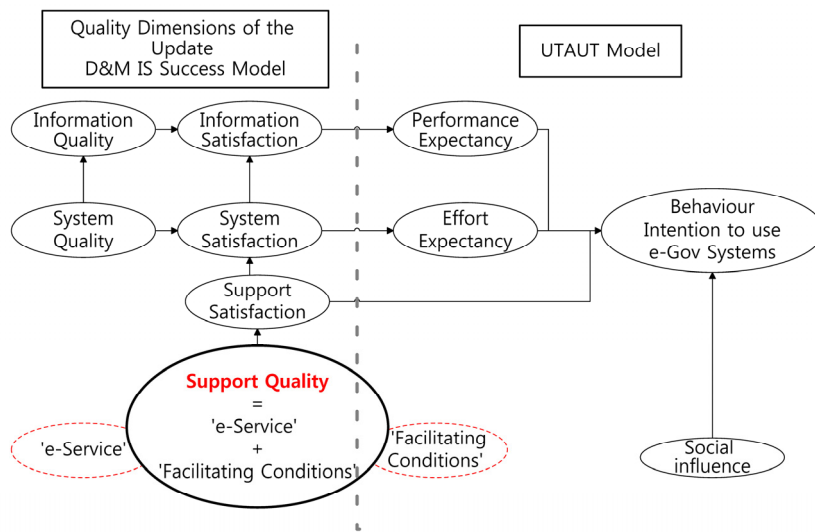 Quality Dimensions of the
Update
D&M IS Success Model
UTAUT Model
Information
Quality
Information
Satisfaction
Performance
Expectancy
System
Quality
System
Satisfaction
Effort
Expectancy
Behaviour
Intention to use
e-Gov Systems
Support
Satisfaction
Support Quality
=
'e-Service'
+
'Facilitating Conditions'
'e-Service'
'Facilitating
Conditions'
Social
influence